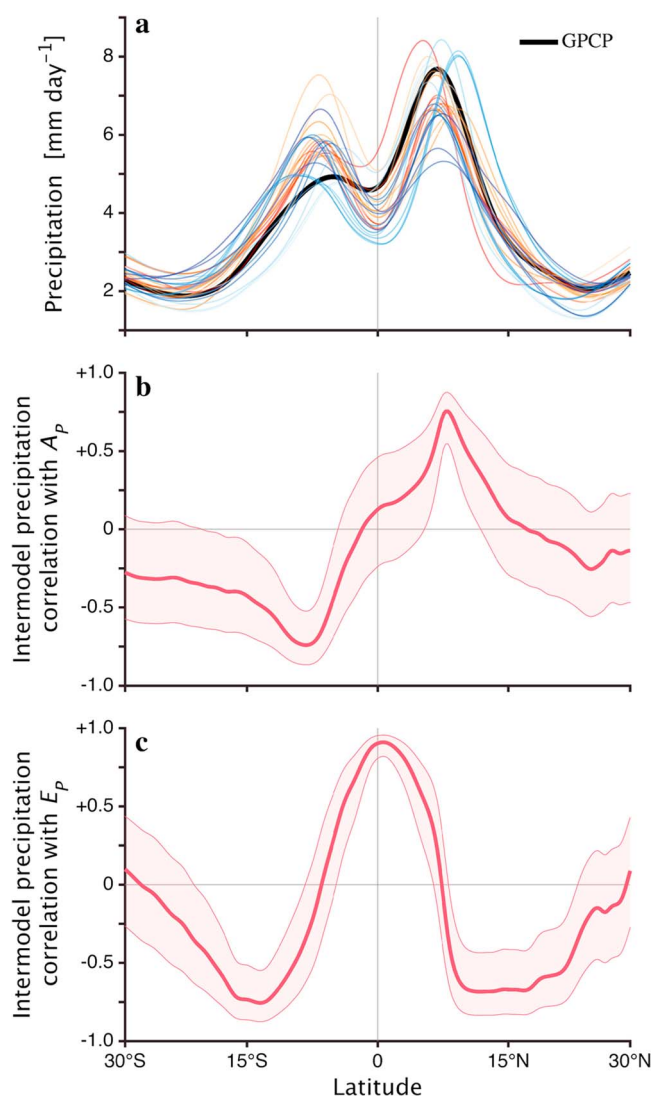 a
GPCP
Precipitation [mm day⁻¹]
8
6
4
2
b
Intermodel precipitation
correlation with A_P
+1.0
+0.5
0
-0.5
-1.0
c
Intermodel precipitation
correlation with E_P
+1.0
+0.5
0
-0.5
-1.0
30°S 15°S 0 15°N 30°N
Latitude